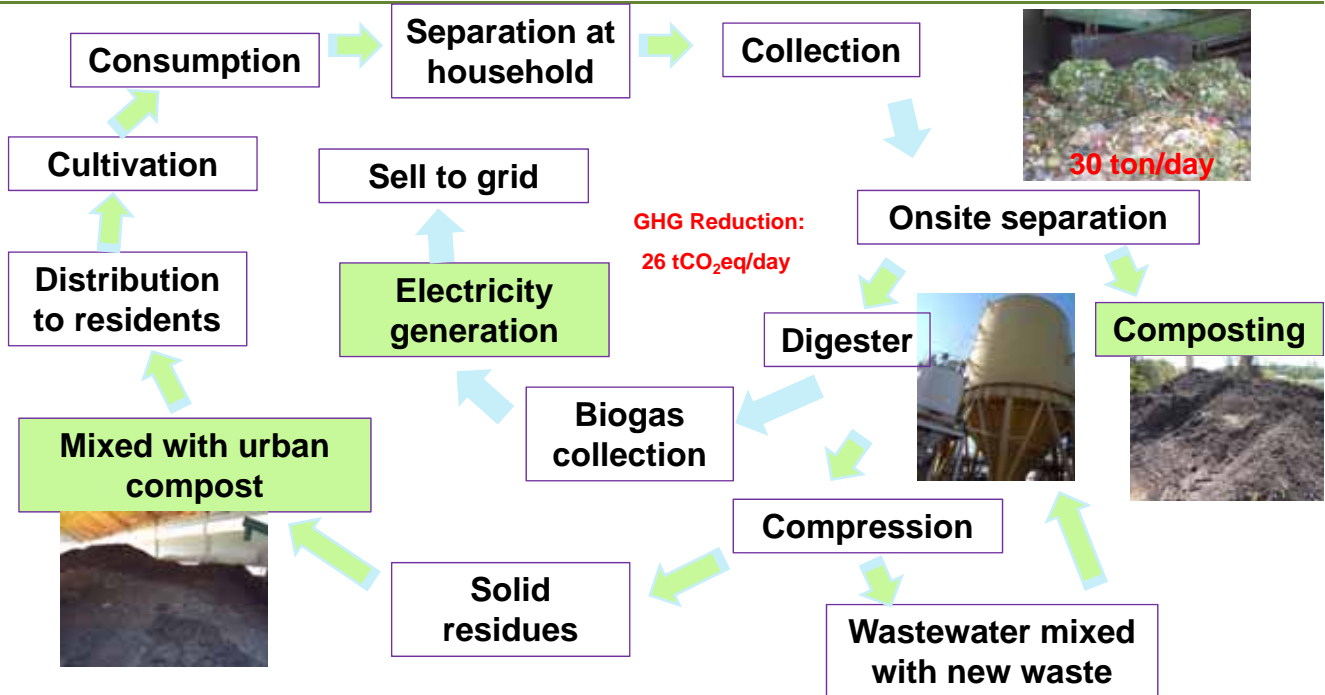 Consumption
Separation at
household
Collection
30 ton/day
Cultivation
Sell to grid
GHG Reduction:
26 tCO₂eq/day
Onsite separation
Distribution
to residents
Electricity
generation
Digester
Composting
Biogas
collection
Mixed with urban
compost
Compression
Solid
residues
Wastewater mixed
with new waste